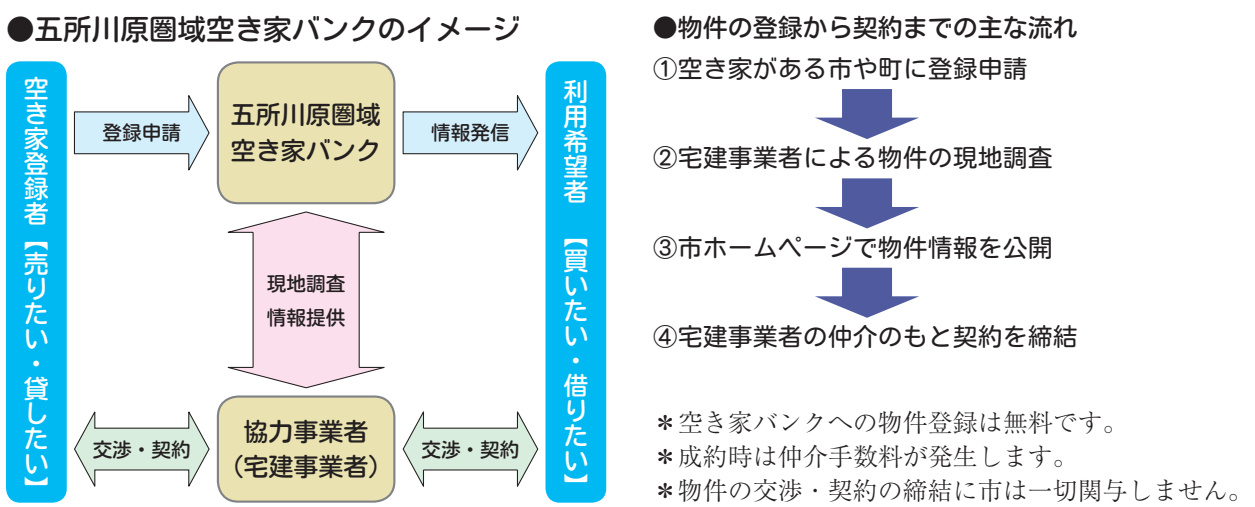 ●五所川原圏域空き家バンクのイメージ
空き家登録者【売りたい・貸したい】
登録申請
五所川原圏域
空き家バンク
情報発信
利用希望者　【買いたい・借りたい】
現地調査
情報提供
交渉・契約
協力事業者
（宅建事業者）
交渉・契約
●物件の登録から契約までの主な流れ
①空き家がある市や町に登録申請
②宅建事業者による物件の現地調査
③市ホームページで物件情報を公開
④宅建事業者の仲介のもと契約を締結
＊空き家バンクへの物件登録は無料です。
＊成約時は仲介手数料が発生します。
＊物件の交渉・契約の締結に市は一切関与しません。